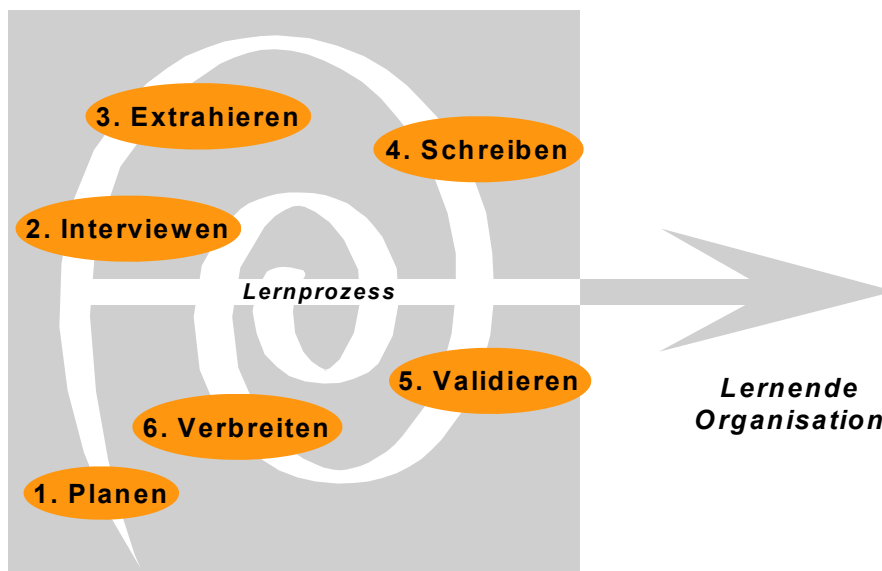 3. Extrahieren
4. Schreiben
2. Interviewen
Lernprozess
5. Validieren
Lernende
Organisation
6. Verbreiten
1. Planen